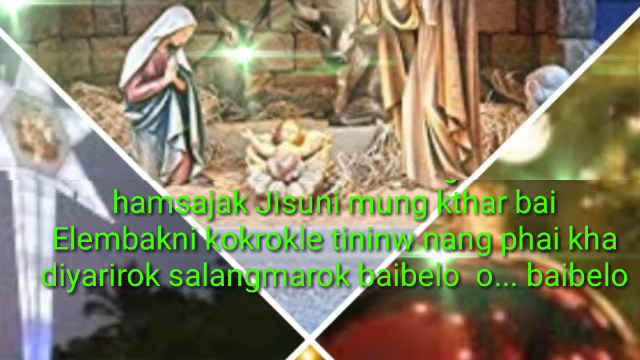 hamsajak Jisuni mung kthar bai
Elembakni kokrokle tininw nang phai kha
diyarirok salangmarok baibelo o... baibelo